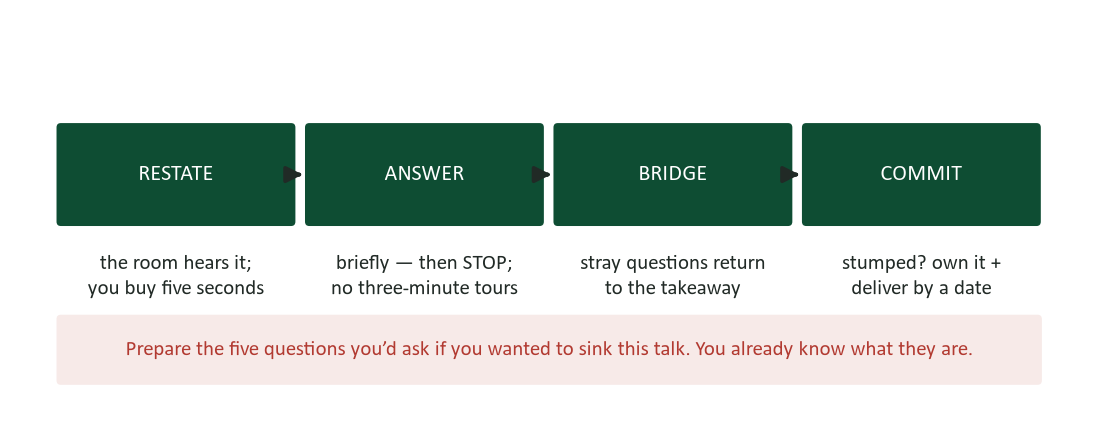 RESTATE
ANSWER
BRIDGE
COMMIT
the room hears it;
you buy five seconds
briefly — then STOP;
no three-minute tours
stray questions return
to the takeaway
stumped? own it +
deliver by a date
Prepare the five questions you’d ask if you wanted to sink this talk. You already know what they are.